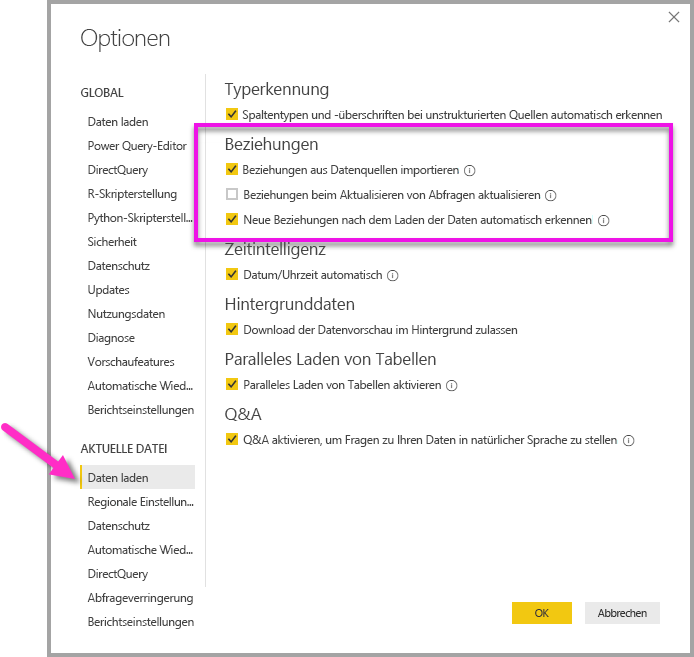 Optionen
GLOBAL
Daten laden
Power Query-Editor
DirectQuery
R-Skripterstellung
Python-Skripterstell...
Sicherheit
Datenschutz
Updates
Nutzungsdaten
Diagnose
Vorschaufeatures
Automatische Wied...
Berichtseinstellungen
AKTUELLE DATEI
Daten laden
Regionale Einstellun...
Datenschutz
Automatische Wied...
DirectQuery
Abfrageverringerung
Berichtseinstellungen
Typerkennung
Spaltentypen und -überschriften bei unstrukturierten Quellen automatisch erkennen
Beziehungen
Beziehungen aus Datenquellen importieren
Beziehungen beim Aktualisieren von Abfragen aktualisieren
Neue Beziehungen nach dem Laden der Daten automatisch erkennen
Zeitintelligenz
Datum/Uhrzeit automatisch
Hintergrunddaten
Download der Datenvorschau im Hintergrund zulassen
Paralleles Laden von Tabellen
Paralleles Laden von Tabellen aktivieren
Q&A
Q&A aktivieren, um Fragen zu Ihren Daten in natürlicher Sprache zu stellen
OK
Abbrechen